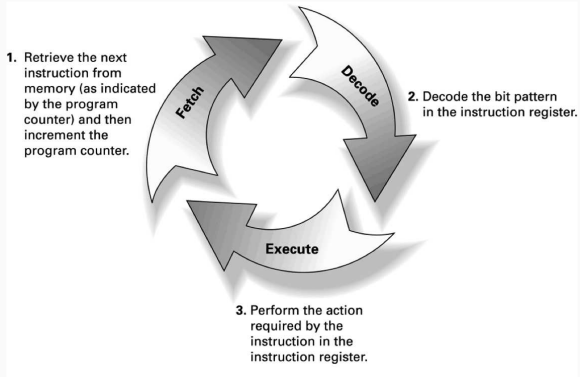 1. Retrieve the next
instruction from
memory (as indicated
by the program
counter) and then
increment the
program counter.
Fetch
Decode
2. Decode the bit pattern
in the instruction register.
Execute
3. Perform the action
required by the
instruction in the
instruction register.